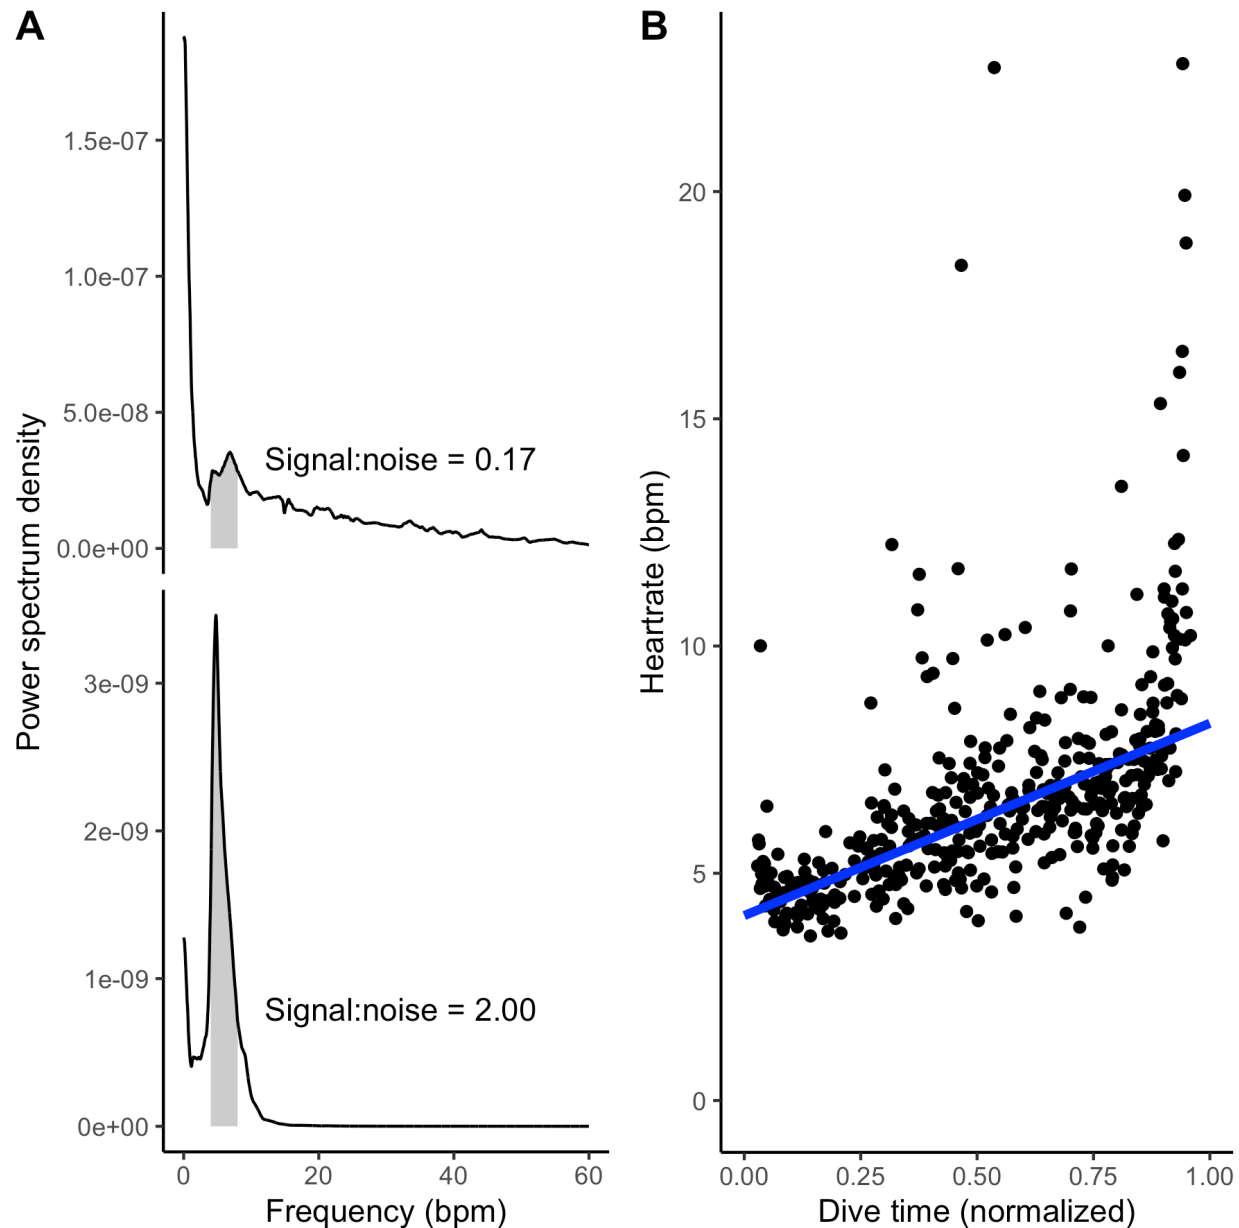 A
Power spectrum density
1.5e-07
1.0e-07
5.0e-08
0.0e+00
Signal:noise = 0.17
3e-09
2e-09
1e-09
0e+00
Signal:noise = 2.00
0 20 40 60
Frequency (bpm)
B
Heartrate (bpm)
20
15
10
5
0
0.00 0.25 0.50 0.75 1.00
Dive time (normalized)